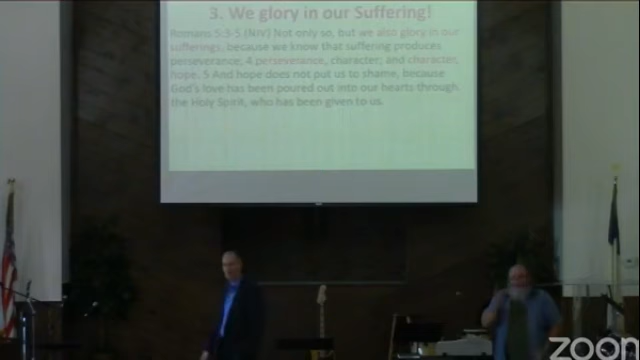 3. We glory in our Suffering!
Romans 5:3-5 (NIV) Not only so, but we also glory in our
sufferings, because we know that suffering produces
perseverance; 4 perseverance, character; and character,
hope. 5 And hope does not put us to shame, because
God's love has been poured out into our hearts through
the Holy Spirit, who has been given to us.
zoom